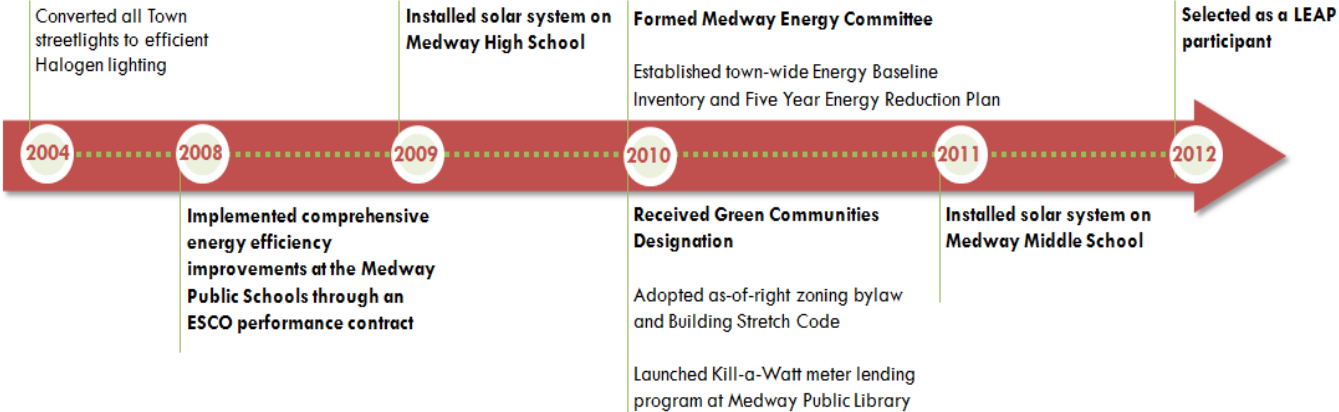 Converted all Town
streetlights to efficient
Halogen lighting
Installed solar system on
Medway High School
Formed Medway Energy Committee
Established town-wide Energy Baseline
Inventory and Five Year Energy Reduction Plan
Selected as a LEAP
participant
2004
2008
2009
2010
2011
2012
Implemented comprehensive
energy efficiency
improvements at the Medway
Public Schools through an
ESCO performance contract
Received Green Communities
Designation
Adopted as-of-right zoning bylaw
and Building Stretch Code
Launched Kill-a-Watt meter lending
program at Medway Public Library
Installed solar system on
Medway Middle School